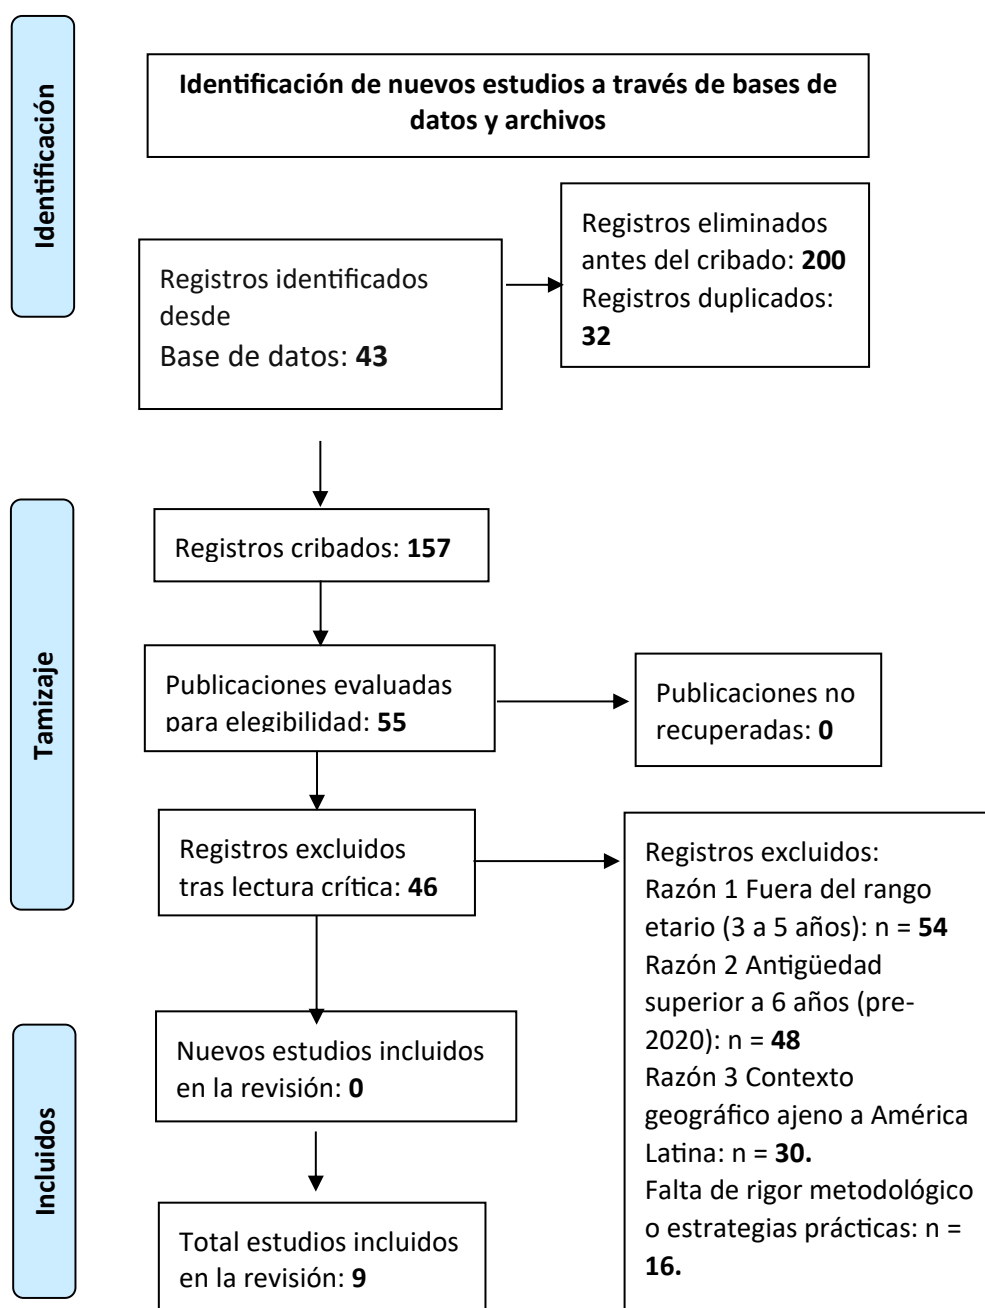 Identificación
Identificación de nuevos estudios a través de bases de
datos y archivos
Registros identificados
desde
Base de datos: 43
Registros eliminados
antes del cribado: 200
Registros duplicados:
32
Tamizaje
Registros cribados: 157
Publicaciones evaluadas
para elegibilidad: 55
Publicaciones no
recuperadas: 0
Registros excluidos
tras lectura crítica: 46
Registros excluidos:
Razón 1 Fuera del rango
etario (3 a 5 años): n = 54
Razón 2 Antigüedad
superior a 6 años (pre-
2020): n = 48
Razón 3 Contexto
geográfico ajeno a América
Latina: n = 30.
Falta de rigor metodológico
o estrategias prácticas: n =
16.
Incluidos
Nuevos estudios incluidos
en la revisión: 0
Total estudios incluidos
en la revisión: 9